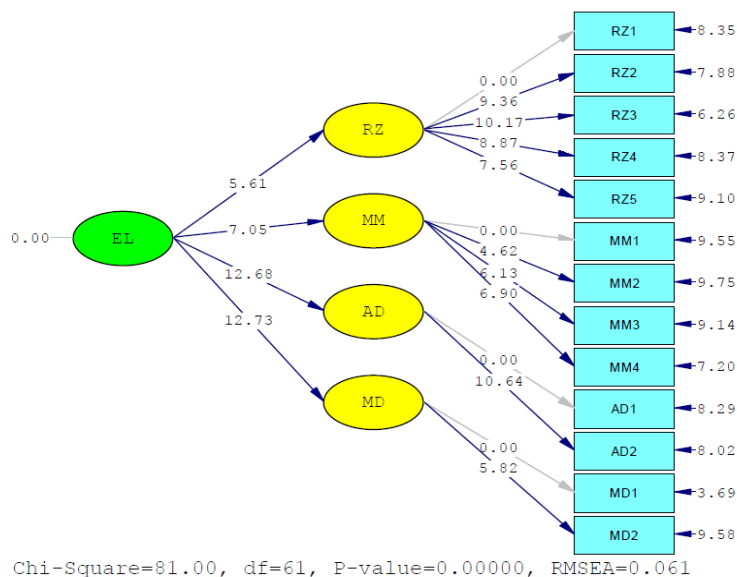 RZ1
8.35
RZ2
7.88
0.00
9.36
RZ3
6.26
10.17
RZ
8.87
RZ4
8.37
7.56
5.61
RZ5
9.10
0.00
EL
7.05
MM
0.00
MM1
9.55
4.62
MM2
9.75
12.68
6.13
6.90
AD
MM3
9.14
12.73
MM4
7.20
0.00
10.64
AD1
8.29
MD
AD2
8.02
0.00
5.82
MD1
3.69
MD2
9.58
Chi-Square=81.00, df=61, P-value=0.00000, RMSEA=0.061